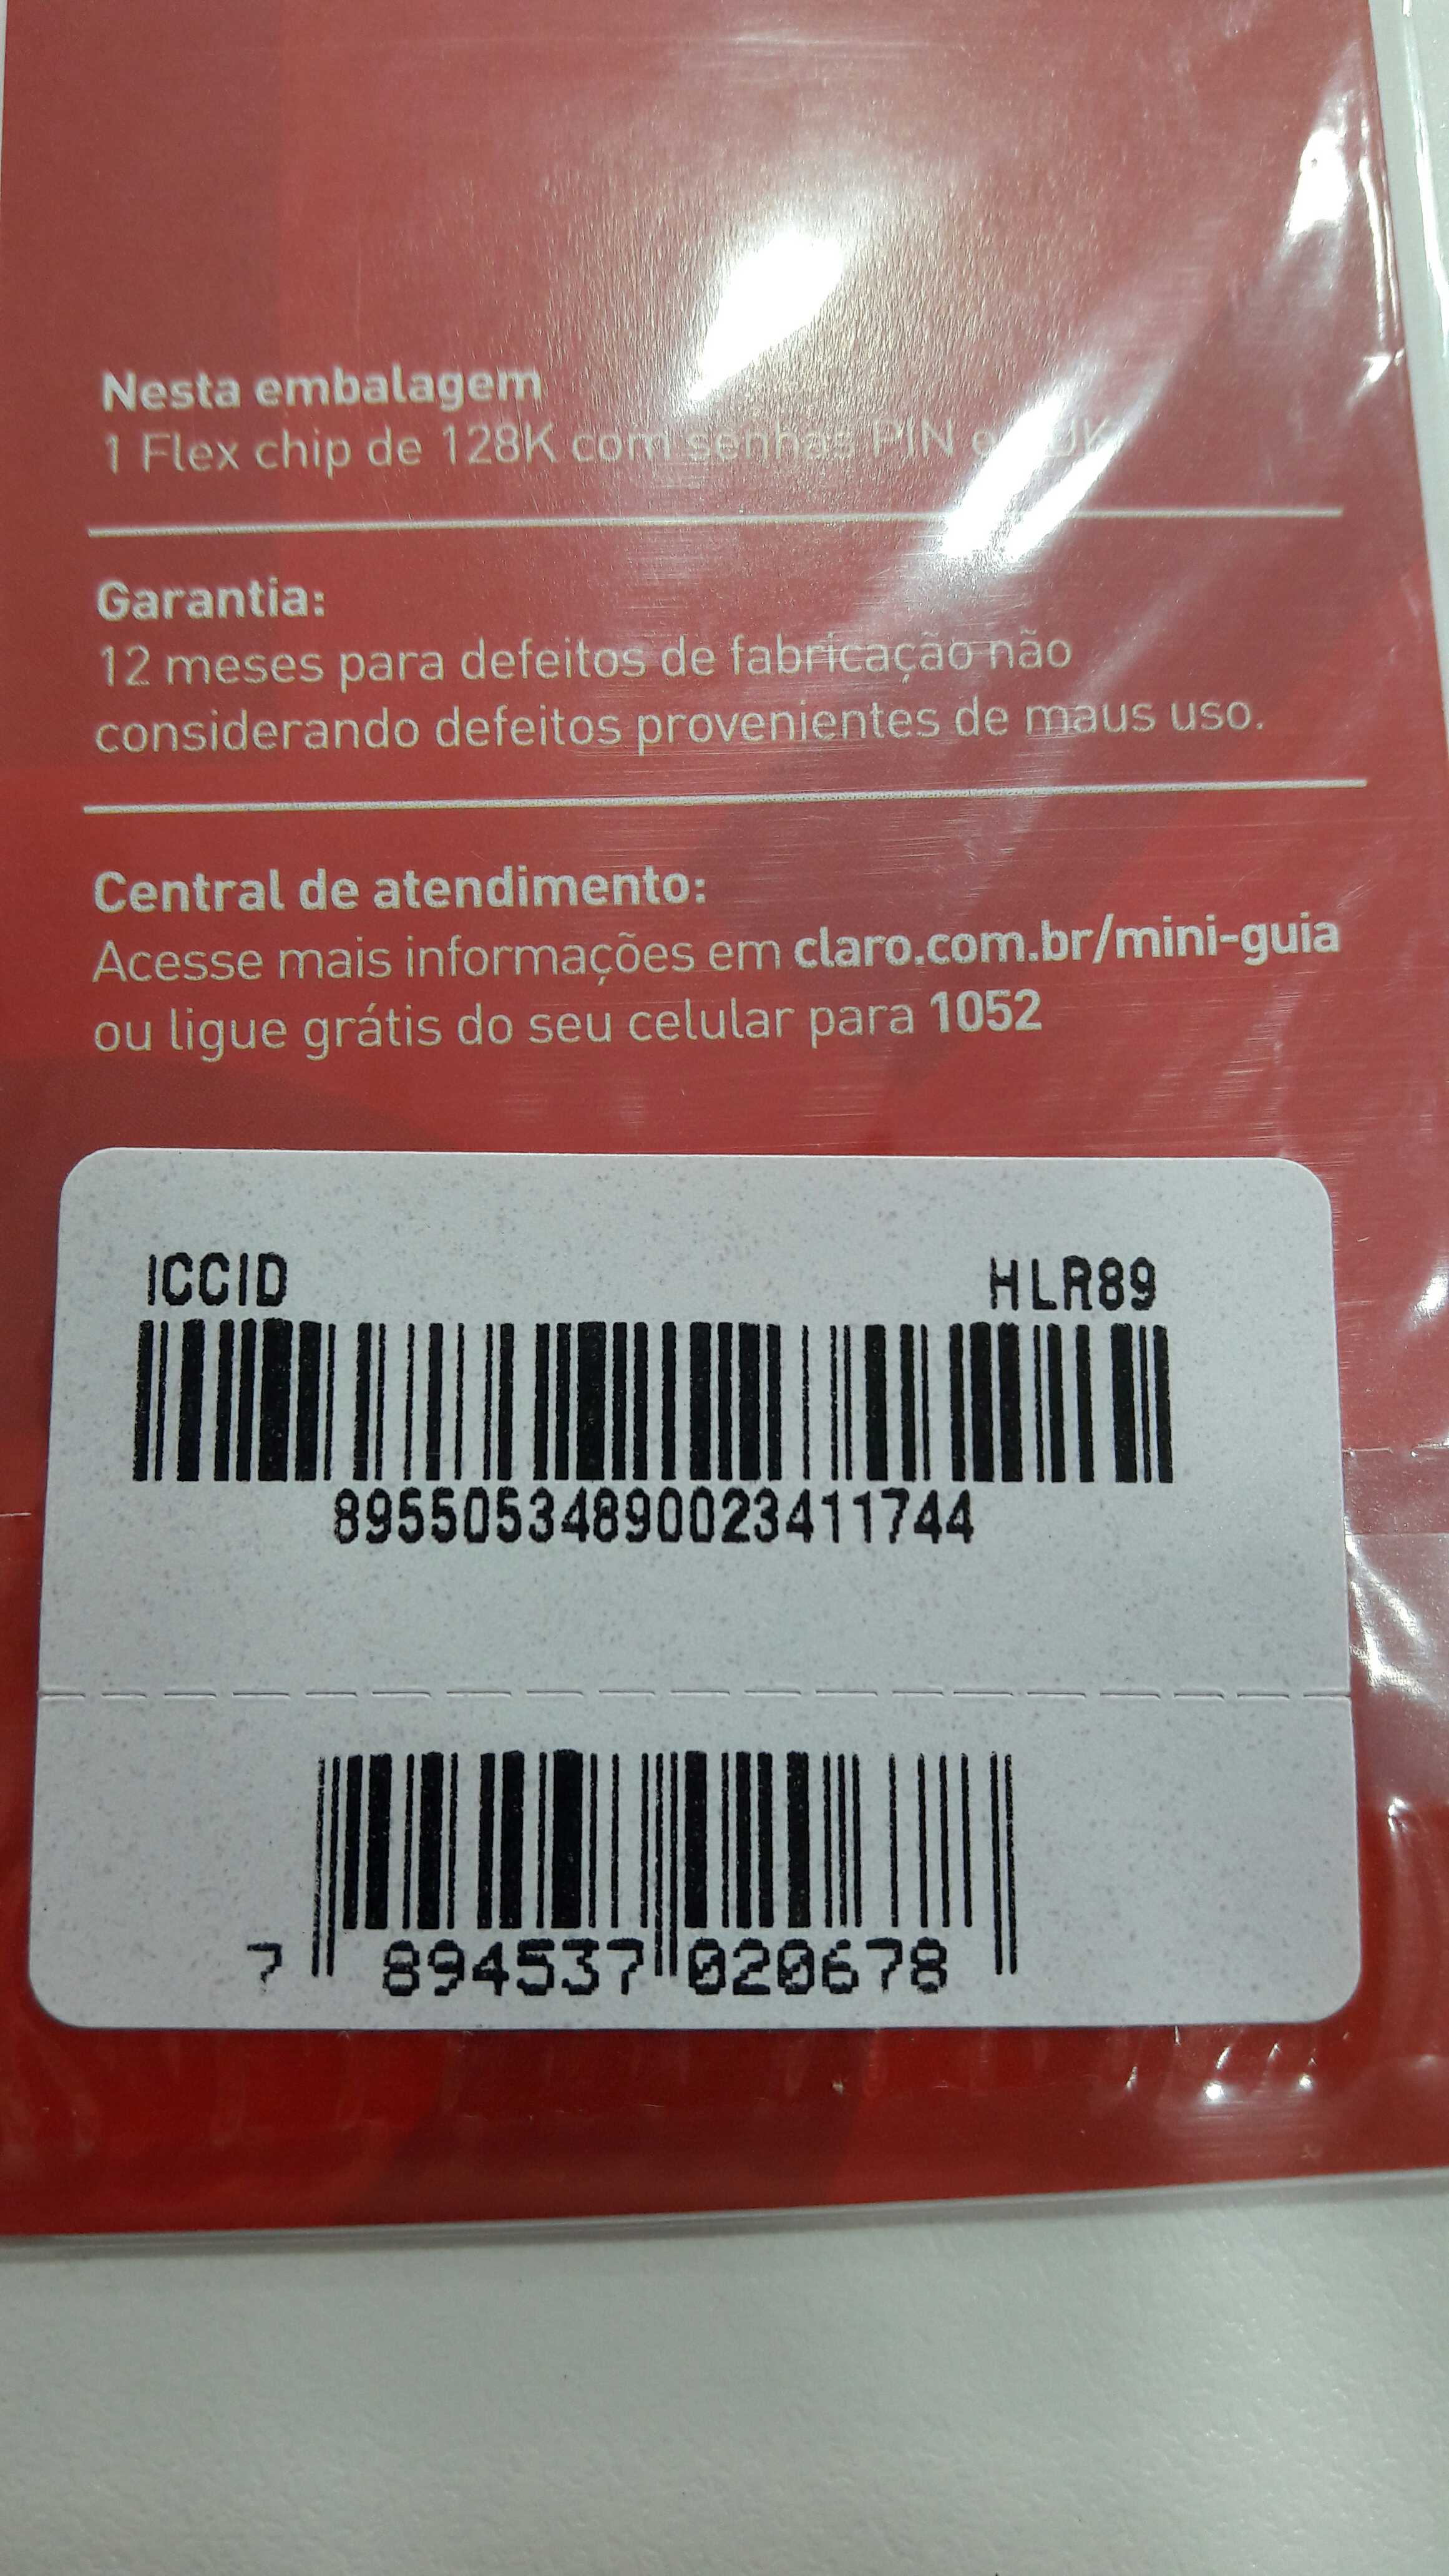 Nesta embalagem
1 Flex chip de 128K com senhas PIN e
Garantia:
12 meses para defeitos de fabricação não
considerando defeitos provenientes de maus uso.
Central de atendimento:
Acesse mais informações em claro.com.br/mini-guia
ou ligue grátis do seu celular para 1052
ICCID HLR89
89550534890023411744
7 894537 020678